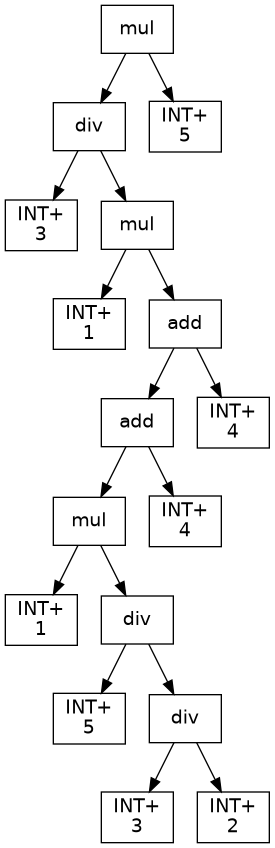 mul
div
INT+
5
INT+
3
mul
INT+
1
add
add
INT+
4
mul
INT+
4
INT+
1
div
INT+
5
div
INT+
3
INT+
2